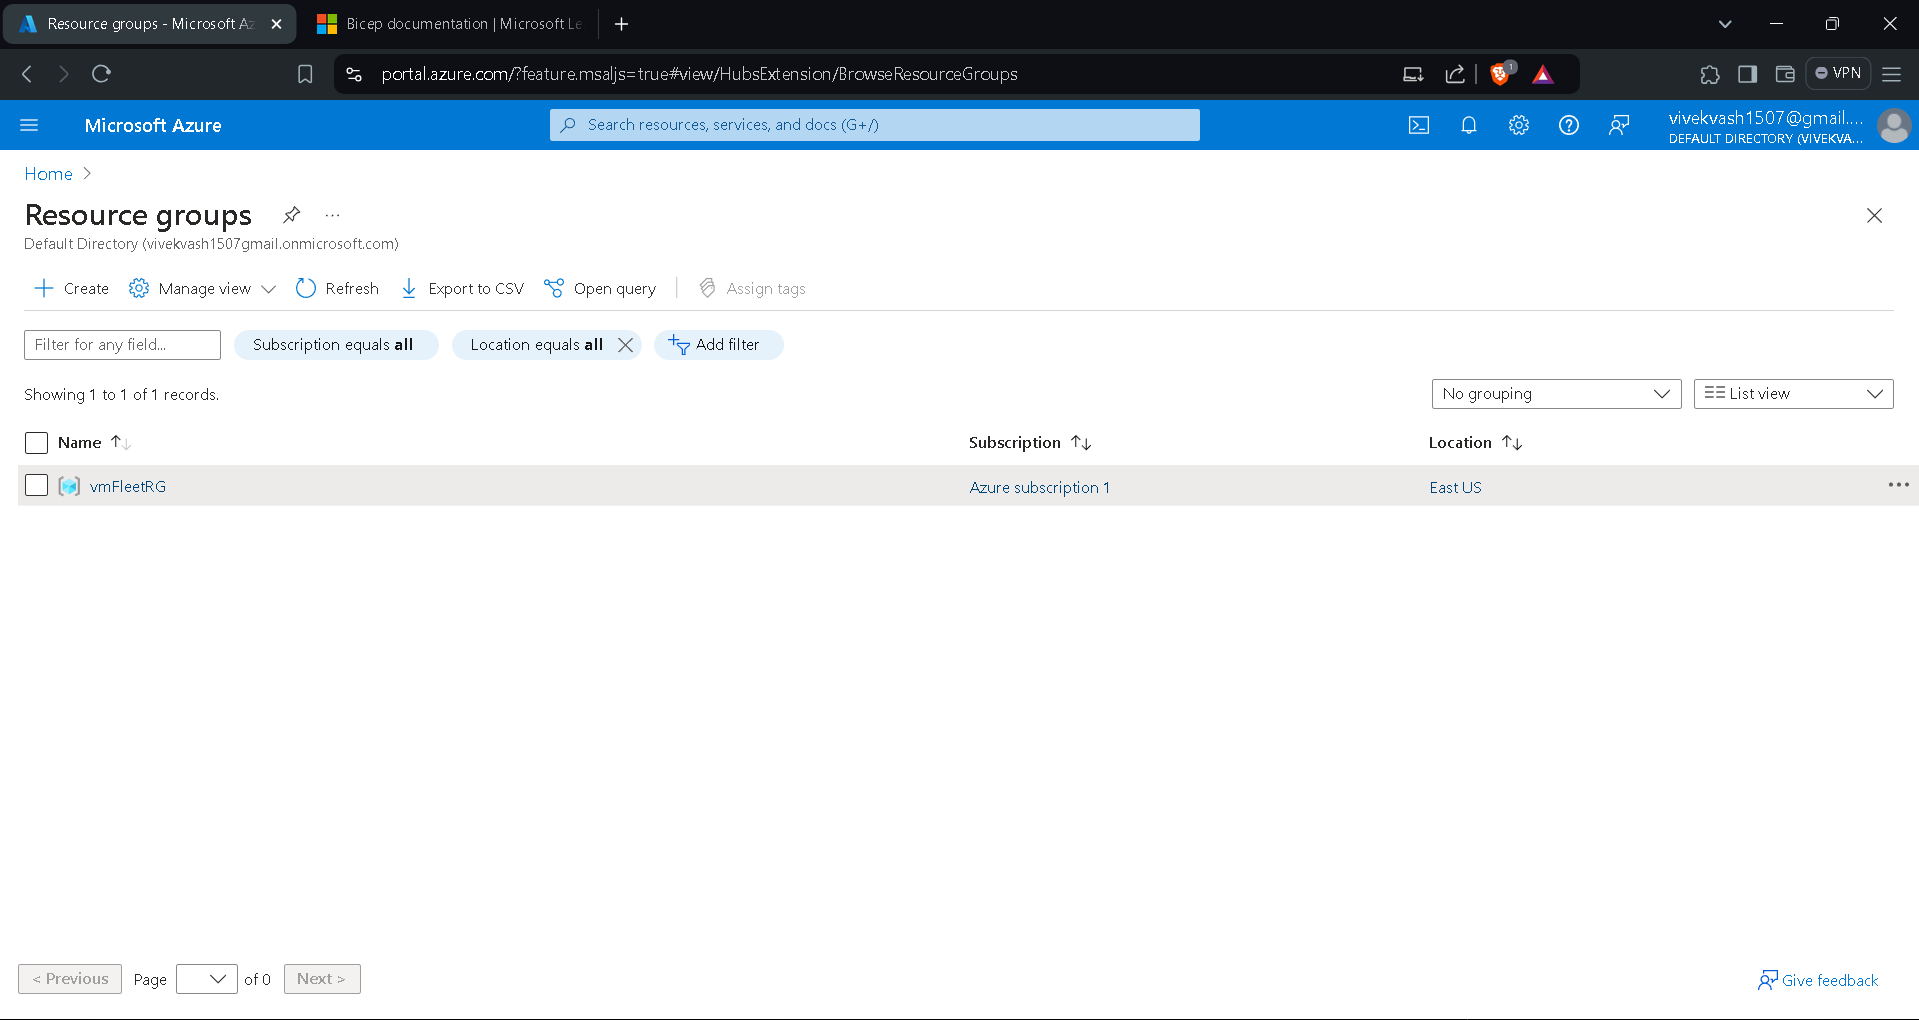 Resource groups - Microsoft Az
Bicep documentation | Microsoft Le
portal.azure.com/?feature.msaljs=true#view/HubsExtension/BrowseResourceGroups
1
VPN
Microsoft Azure
Search resources, services, and docs (G+/)
vivekvash1507@gmail....
DEFAULT DIRECTORY (VIVEKVA...
Home
Resource groups
...
Default Directory (vivekvash1507gmail.onmicrosoft.com)
Create
Manage view
Refresh
Export to CSV
Open query
Assign tags
Filter for any field...
Subscription equals all
Location equals all
Add filter
Showing 1 to 1 of 1 records.
No grouping
List view
Name
Subscription
Location
vmFleetRG
Azure subscription 1
East US
< Previous
Page
of 0
Next >
Give feedback